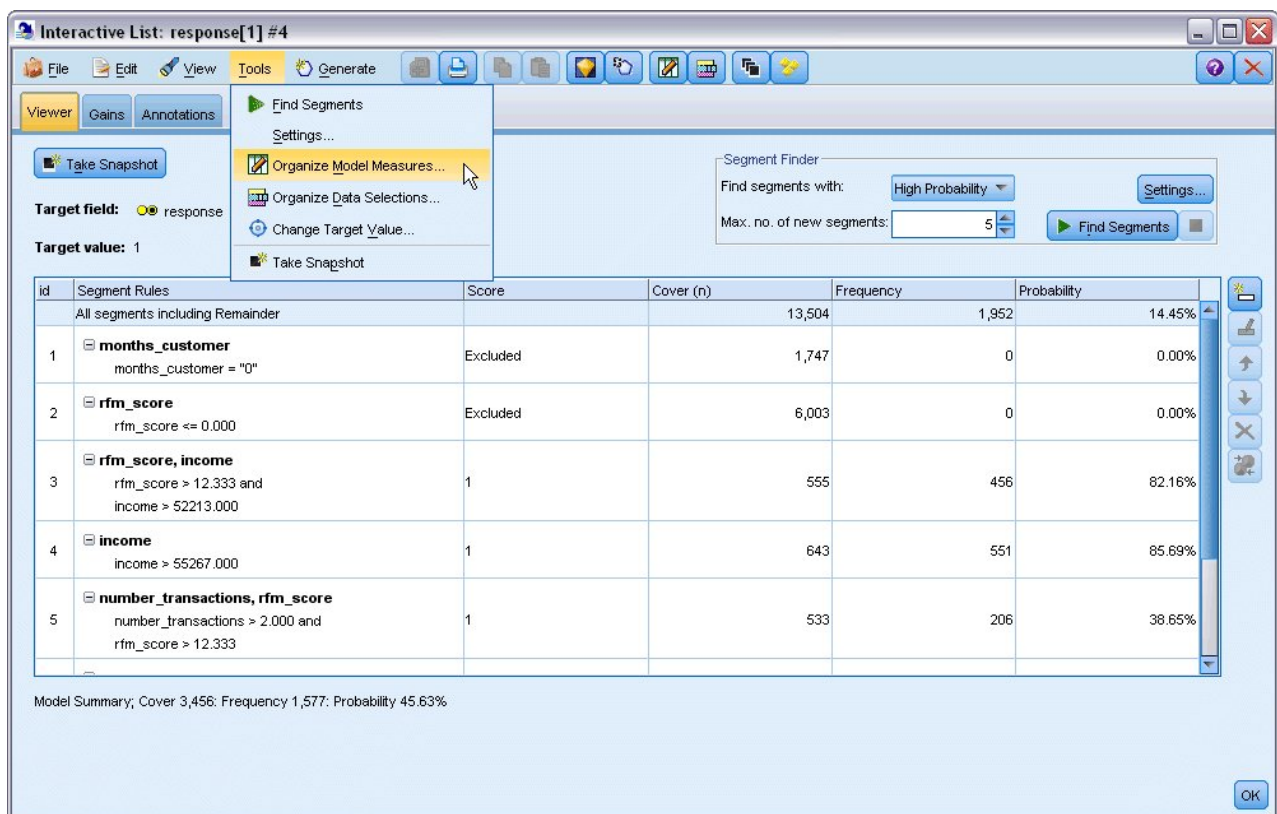 Interactive List: response[1] #4
File Edit View Tools Generate
Viewer Gains Annotations
Find Segments
Settings...
Organize Model Measures...
Organize Data Selections...
Change Target Value...
Take Snapshot
Take Snapshot
Target field: response
Target value: 1
Segment Finder
Find segments with: High Probability Settings...
Max. no. of new segments: 5 Find Segments
id Segment Rules Score Cover (n) Frequency Probability
All segments including Remainder 13,504 1,952 14.45%
1 months_customer Excluded 1,747 0 0.00%
months_customer = "0"
2 rfm_score Excluded 6,003 0 0.00%
rfm_score <= 0.000
3 rfm_score, income 1 555 456 82.16%
rfm_score > 12.333 and
income > 52213.000
4 income 1 643 551 85.69%
income > 55267.000
5 number_transactions, rfm_score 1 533 206 38.65%
number_transactions > 2.000 and
rfm_score > 12.333
Model Summary; Cover 3,456: Frequency 1,577: Probability 45.63%
OK